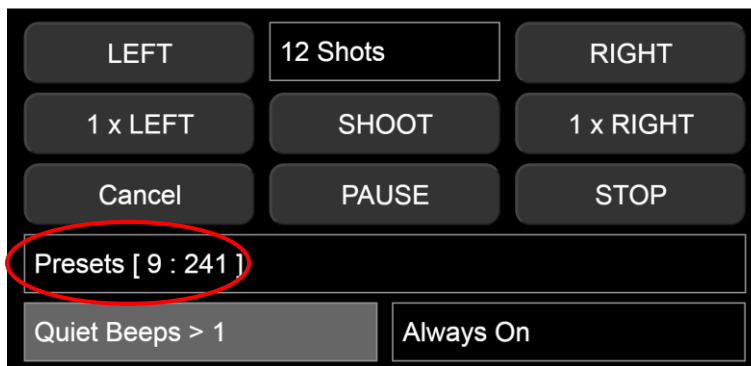 LEFT 12 Shots RIGHT
1 x LEFT SHOOT 1 x RIGHT
Cancel PAUSE STOP
Presets [ 9 : 241 ]
Quiet Beeps > 1 Always On